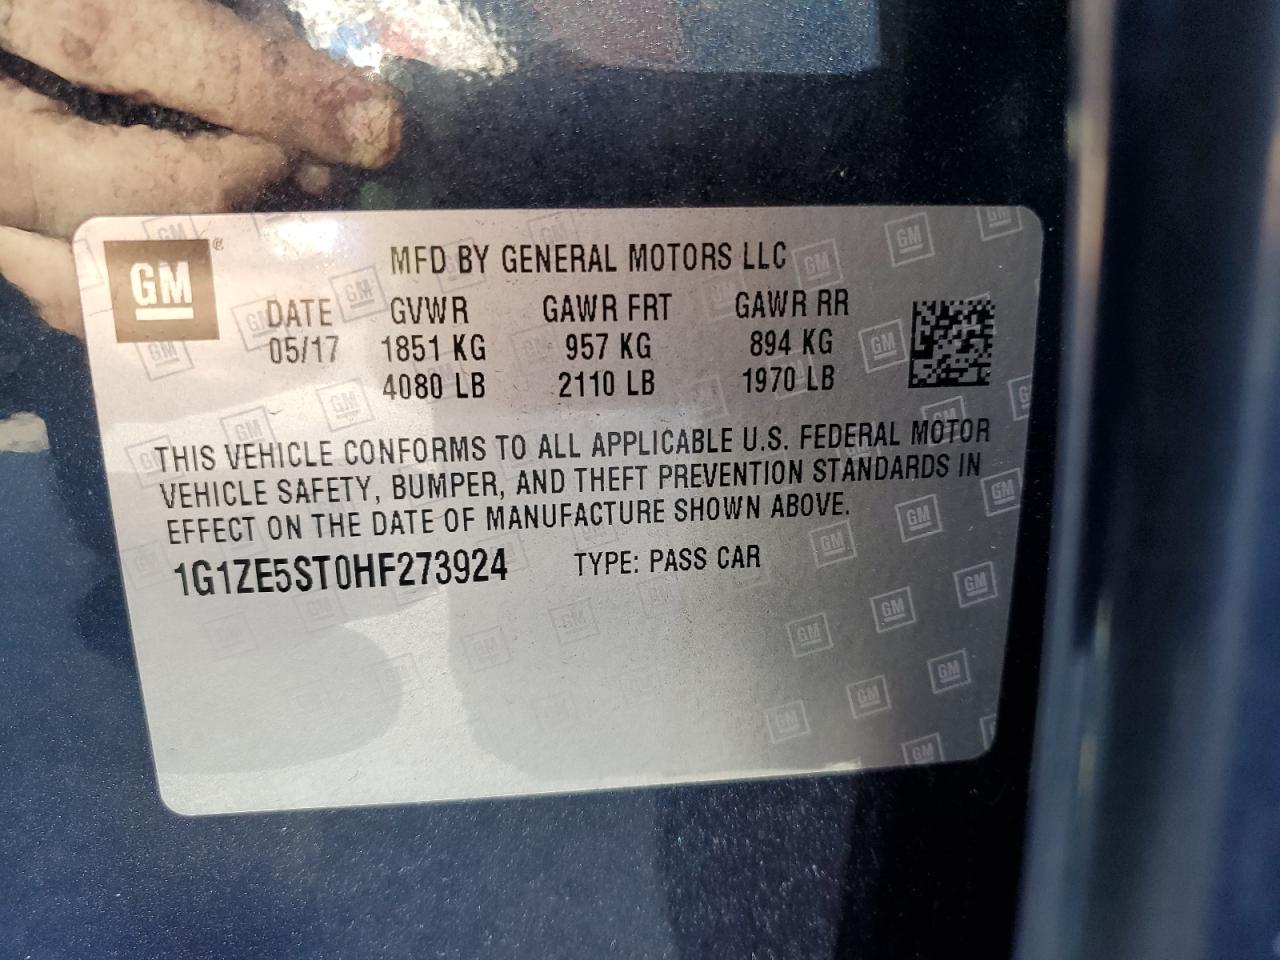 GM
MFD BY GENERAL MOTORS LLC
DATE GVWR GAWR FRT GAWR RR
05/17 1851 KG 957 KG 894 KG
4080 LB 2110 LB 1970 LB
THIS VEHICLE CONFORMS TO ALL APPLICABLE U.S. FEDERAL MOTOR
VEHICLE SAFETY, BUMPER, AND THEFT PREVENTION STANDARDS IN
EFFECT ON THE DATE OF MANUFACTURE SHOWN ABOVE.
1G1ZE5ST0HF273924 TYPE: PASS CAR